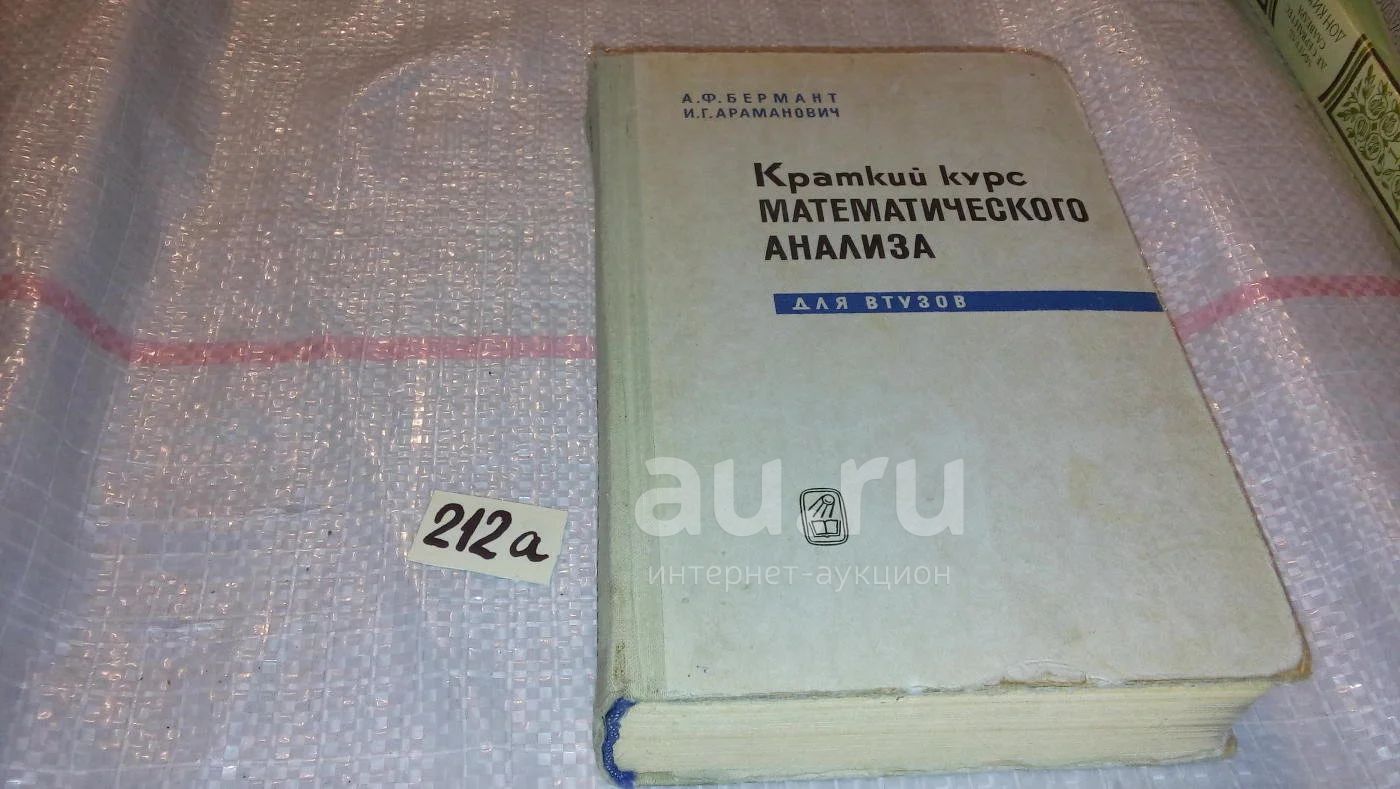 А.Ф.БЕРМАНТ
И.Г.АРАМАНОВИЧ
Краткий курс
МАТЕМАТИЧЕСКОГО
АНАЛИЗА
ДЛЯ ВТУЗОВ
212а
au.ru
интернет-аукцион